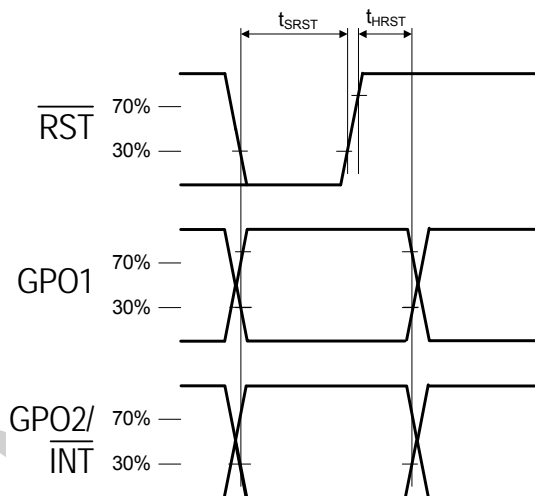 tSRST
tHRST
RST
70%
30%
GPO1
70%
30%
GPO2/
INT
70%
30%